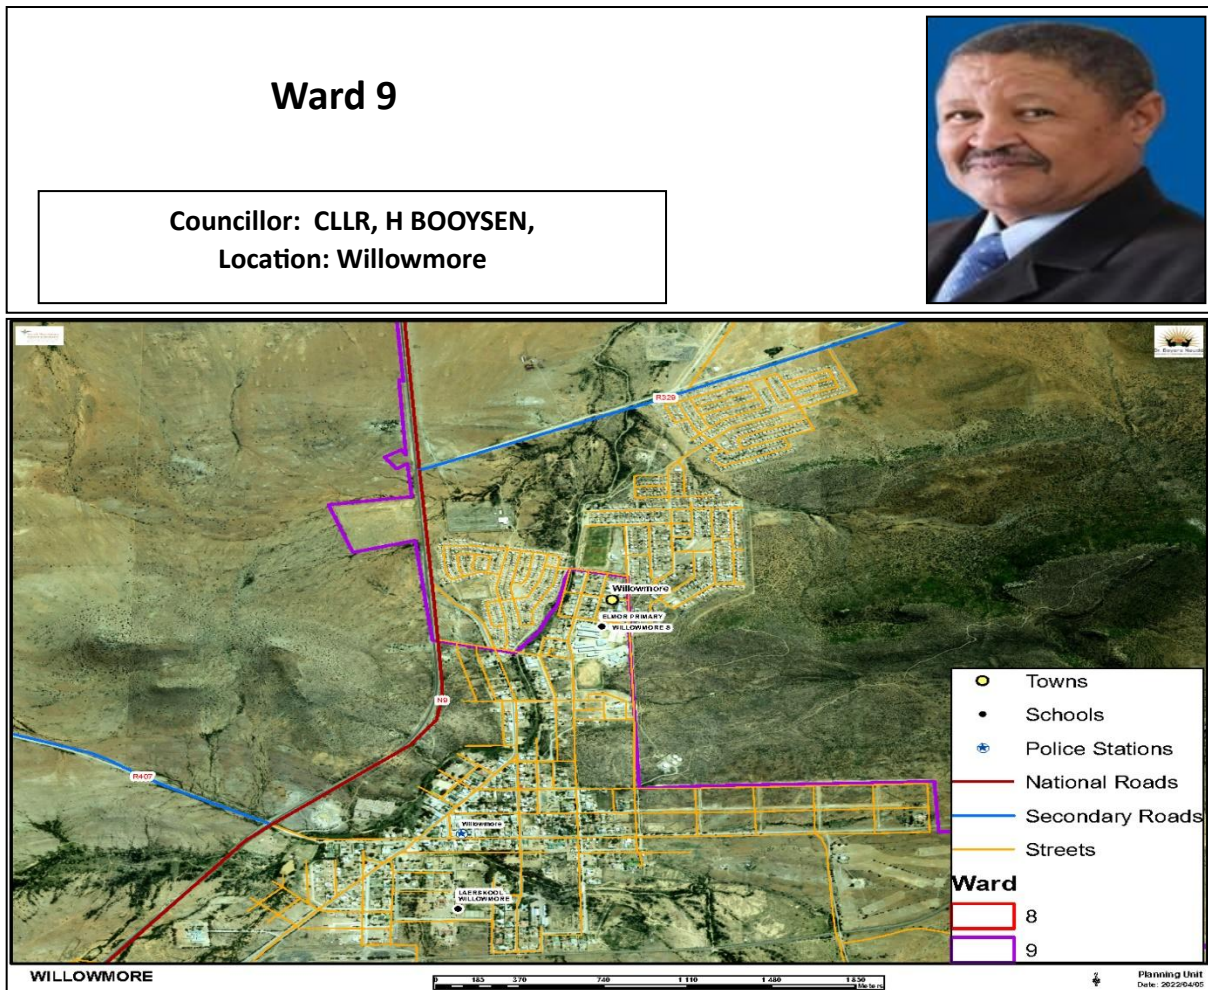 Ward 9
Councillor: CLLR, H BOOYSEN,
Location: Willowmore
R329
Willowmore
ELMOR PRIMARY
WILLOWMORE S
N9
R407
Willowmore
LAERSKOOL
WILLOWMORE
Towns
Schools
Police Stations
National Roads
Secondary Roads
Streets
Ward
8
9
WILLOWMORE
0 185 370 740 1 110 1 480 1 850
Meters
Planning Unit
Date: 2022/04/05